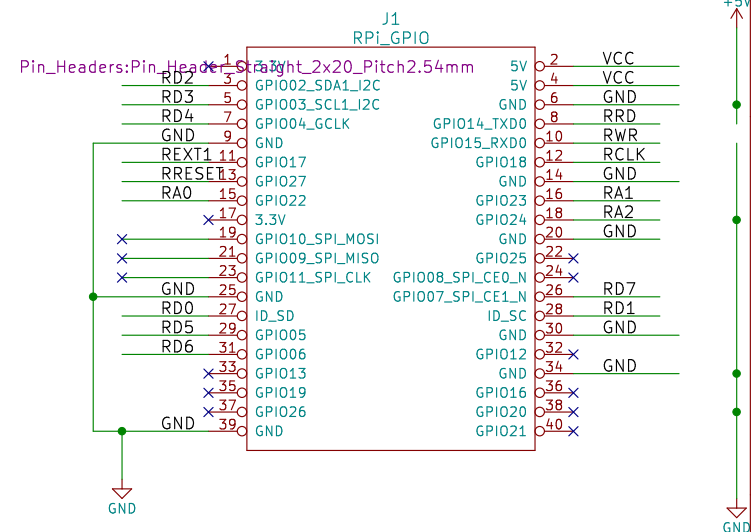 +5V
J1
RPi_GPIO
Pin_Headers:Pin_Header_Straight_2x20_Pitch2.54mm
1 3.3V 5V 2 VCC
RD2 3 GPIO02_SDA1_I2C 5V 4 VCC
RD3 5 GPIO03_SCL1_I2C GND 6 GND
RD4 7 GPIO04_GCLK GPIO14_TXD0 8 RRD
GND 9 GND GPIO15_RXD0 10 RWR
REXT1 11 GPIO17 GPIO18 12 RCLK
RRESET 13 GPIO27 GND 14 GND
RA0 15 GPIO22 GPIO23 16 RA1
17 3.3V GPIO24 18 RA2
19 GPIO10_SPI_MOSI GND 20 GND
21 GPIO09_SPI_MISO GPIO25 22
23 GPIO11_SPI_CLK GPIO08_SPI_CE0_N 24
GND 25 GND GPIO07_SPI_CE1_N 26 RD7
RD0 27 ID_SD ID_SC 28 RD1
RD5 29 GPIO05 GND 30 GND
RD6 31 GPIO06 GPIO12 32
33 GPIO13 GND 34 GND
35 GPIO19 GPIO16 36
37 GPIO26 GPIO20 38
GND 39 GND GPIO21 40
GND
GND